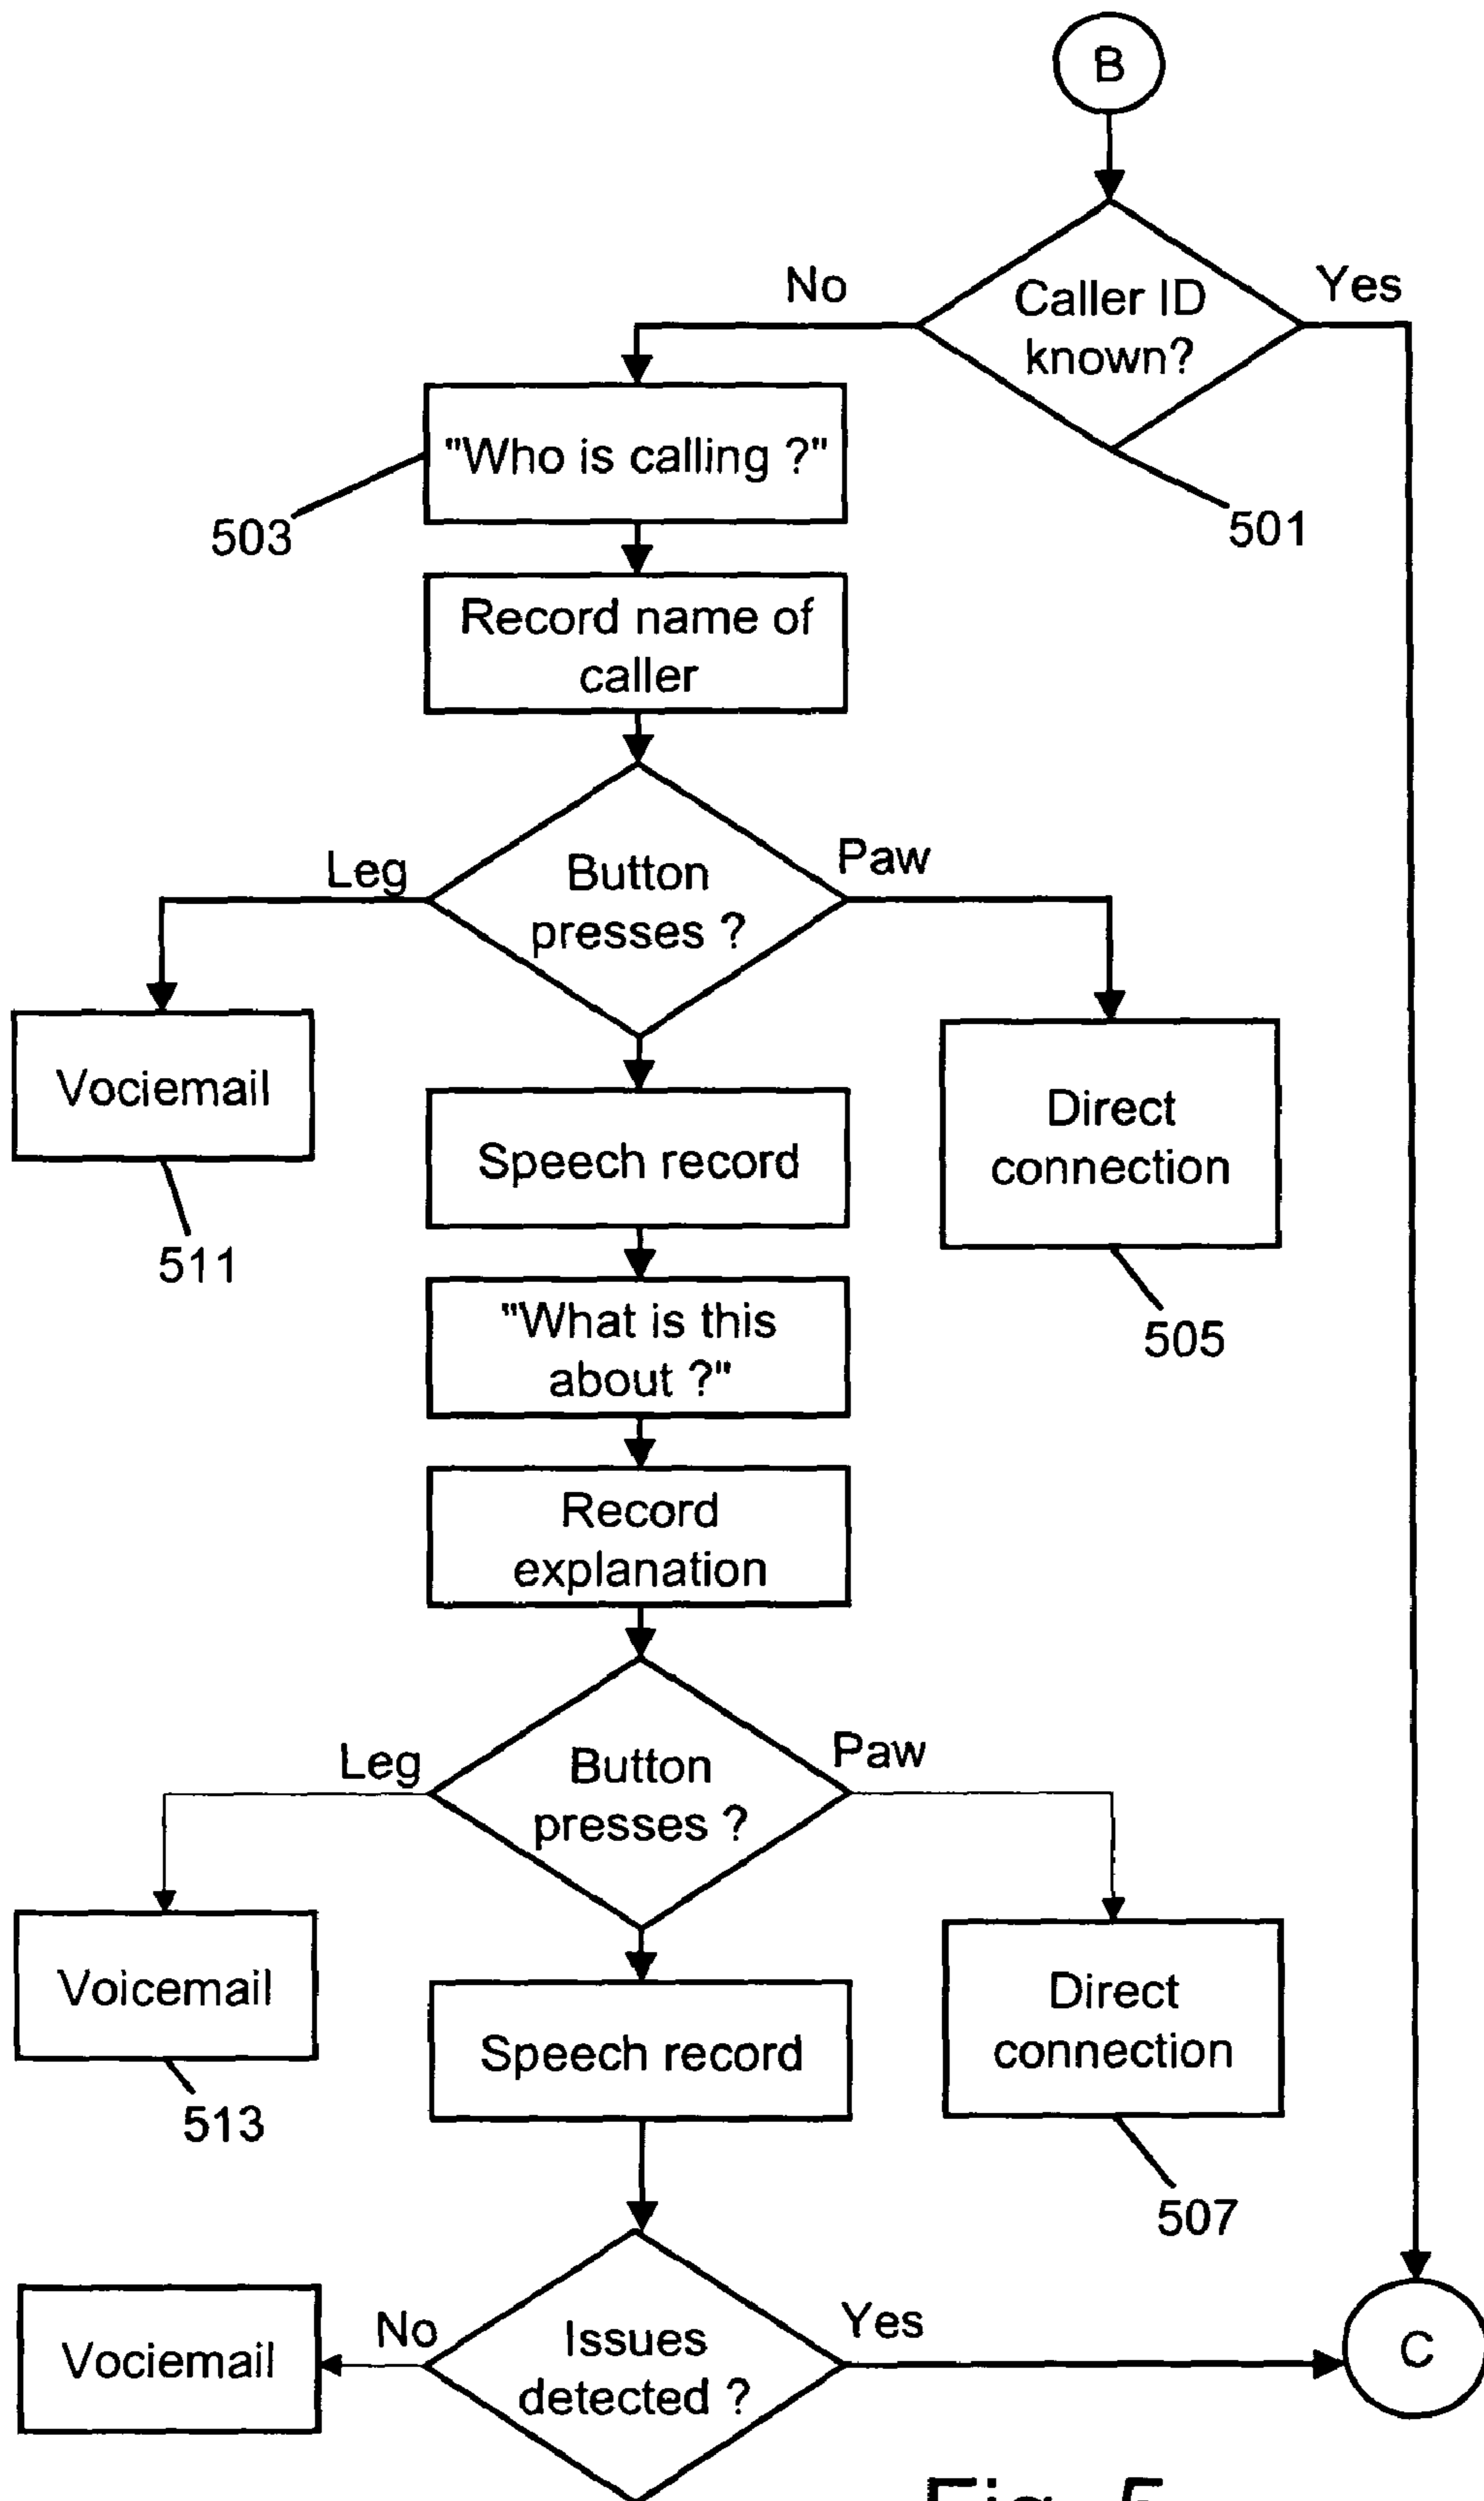 B
No
Caller ID
known?
Yes
"Who is calling ?"
503
501
Record name of
caller
Leg
Button
presses ?
Paw
Vociemail
511
Speech record
Direct
connection
505
"What is this
about ?"
Record
explanation
Leg
Button
presses ?
Paw
Voicemail
513
Speech record
Direct
connection
507
Vociemail
No
Issues
detected ?
Yes
C
Fig. 5